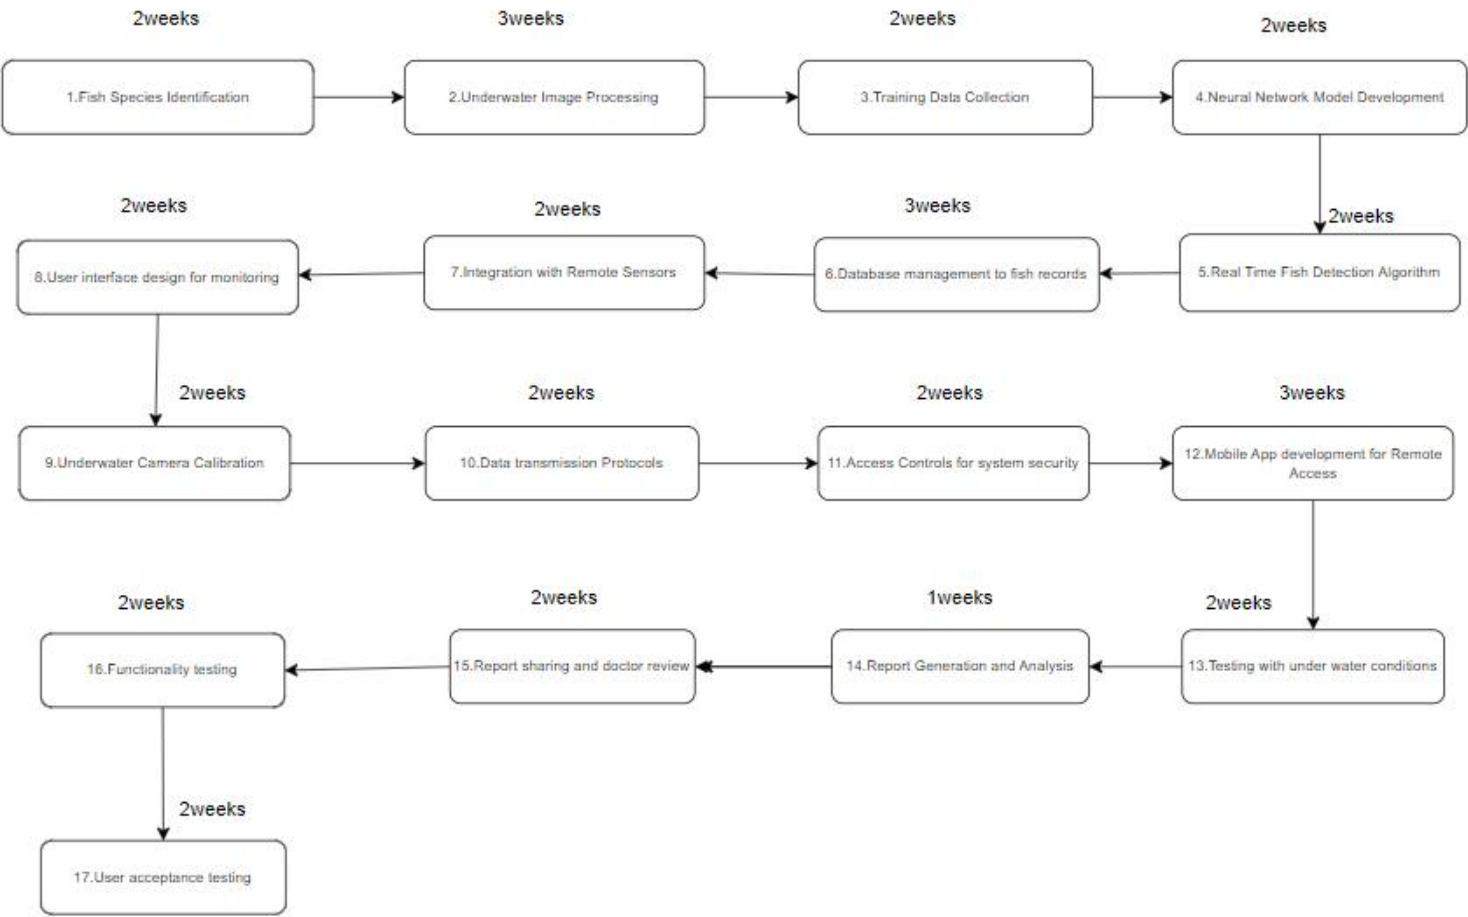 2weeks
3weeks
2weeks
2weeks
1.Fish Species Identification
2.Underwater Image Processing
3.Training Data Collection
4.Neural Network Model Development
2weeks
2weeks
3weeks
2weeks
8.User interface design for monitoring
7.Integration with Remote Sensors
6.Database management to fish records
5.Real Time Fish Detection Algorithm
2weeks
2weeks
2weeks
3weeks
9.Underwater Camera Calibration
10.Data transmission Protocols
11.Access Controls for system security
12.Mobile App development for Remote
Access
2weeks
2weeks
1weeks
2weeks
16.Functionality testing
15.Report sharing and doctor review
14.Report Generation and Analysis
13.Testing with under water conditions
2weeks
17.User acceptance testing